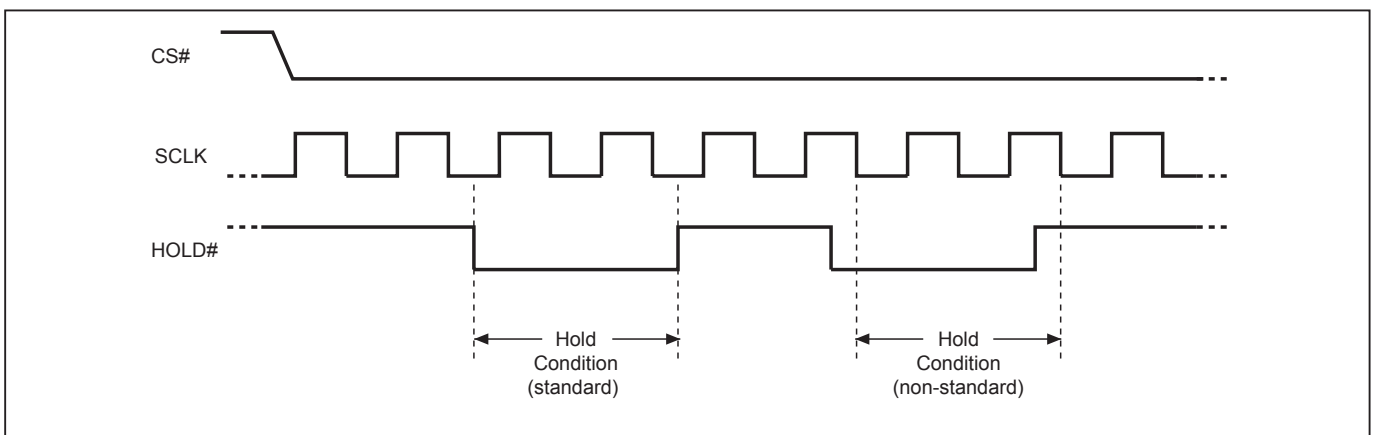 CS#
SCLK
HOLD#
Hold
Condition
(standard)
Hold
Condition
(non-standard)